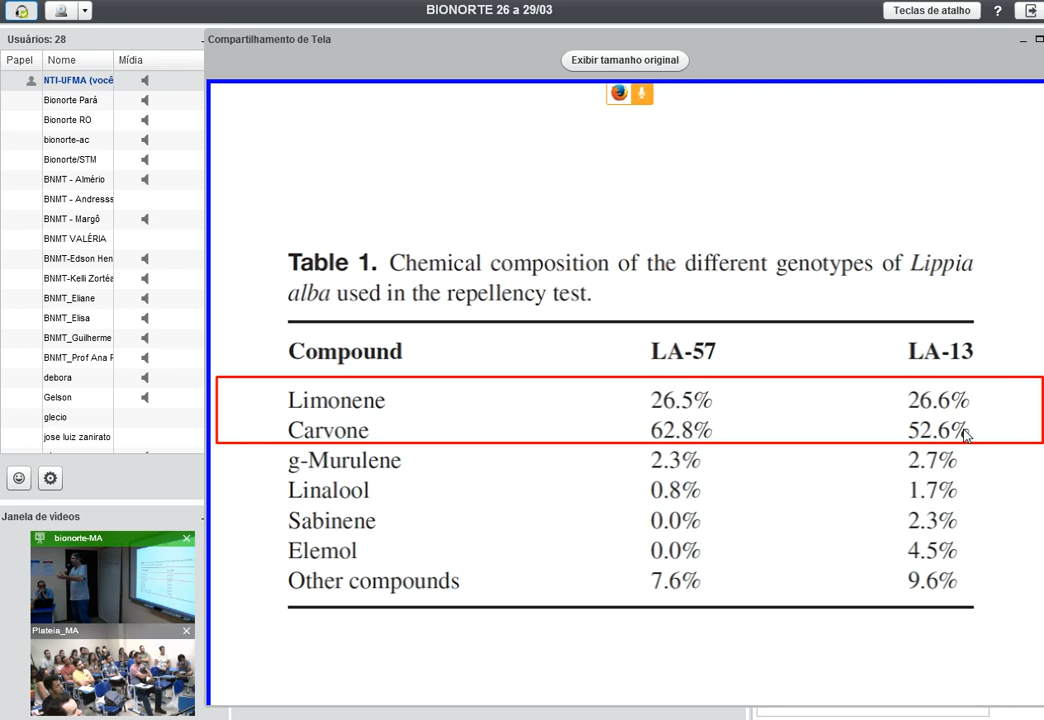 BIONORTE 26 a 29/03
Teclas de atalho
?
Usuários: 28
Compartilhamento de Tela
Papel Nome Mídia
Exibir tamanho original
NTI-UFMA (você
Bionorte Pará
Bionorte RO
bionorte-ac
Bionorte/STM
BNMT - Almério
BNMT - Andresss
BNMT - Margô
BNMT VALÉRIA
BNMT-Edson Hen
BNMT-Kelli Zortéa
BNMT_Eliane
BNMT_Elisa
BNMT_Guilherme
BNMT_Prof Ana F
debora
Gelson
glecio
jose luiz zanirato
Janela de videos
bionorte-MA
Plateia_MA
Table 1. Chemical composition of the different genotypes of Lippia
alba used in the repellency test.
Compound LA-57 LA-13
Limonene 26.5% 26.6%
Carvone 62.8% 52.6%
g-Murulene 2.3% 2.7%
Linalool 0.8% 1.7%
Sabinene 0.0% 2.3%
Elemol 0.0% 4.5%
Other compounds 7.6% 9.6%